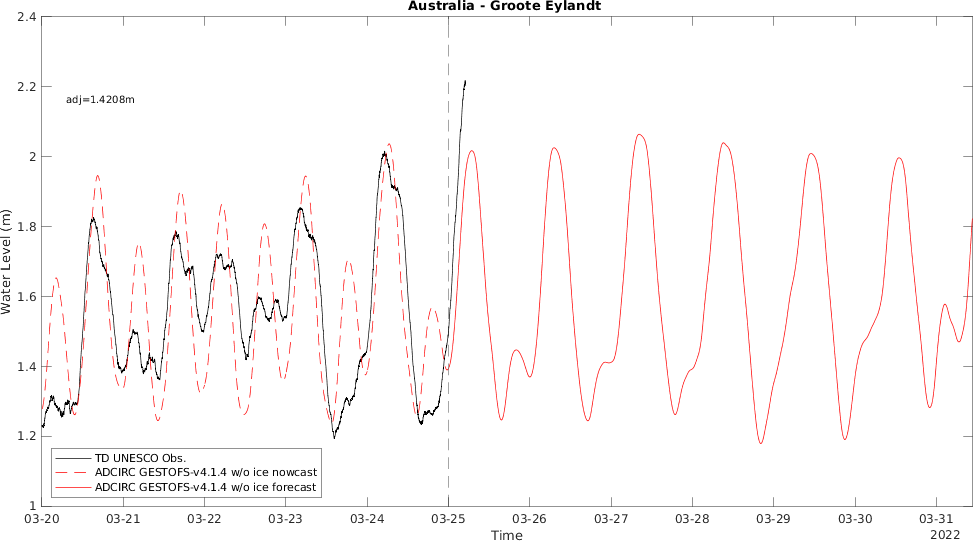 Australia - Groote Eylandt
2.4
2.2
2
1.8
1.6
1.4
1.2
1
Water Level (m)
adj=1.4208m
TD UNESCO Obs.
ADCIRC GESTOFS-v4.1.4 w/o ice nowcast
ADCIRC GESTOFS-v4.1.4 w/o ice forecast
03-20 03-21 03-22 03-23 03-24 03-25 03-26 03-27 03-28 03-29 03-30 03-31
2022
Time